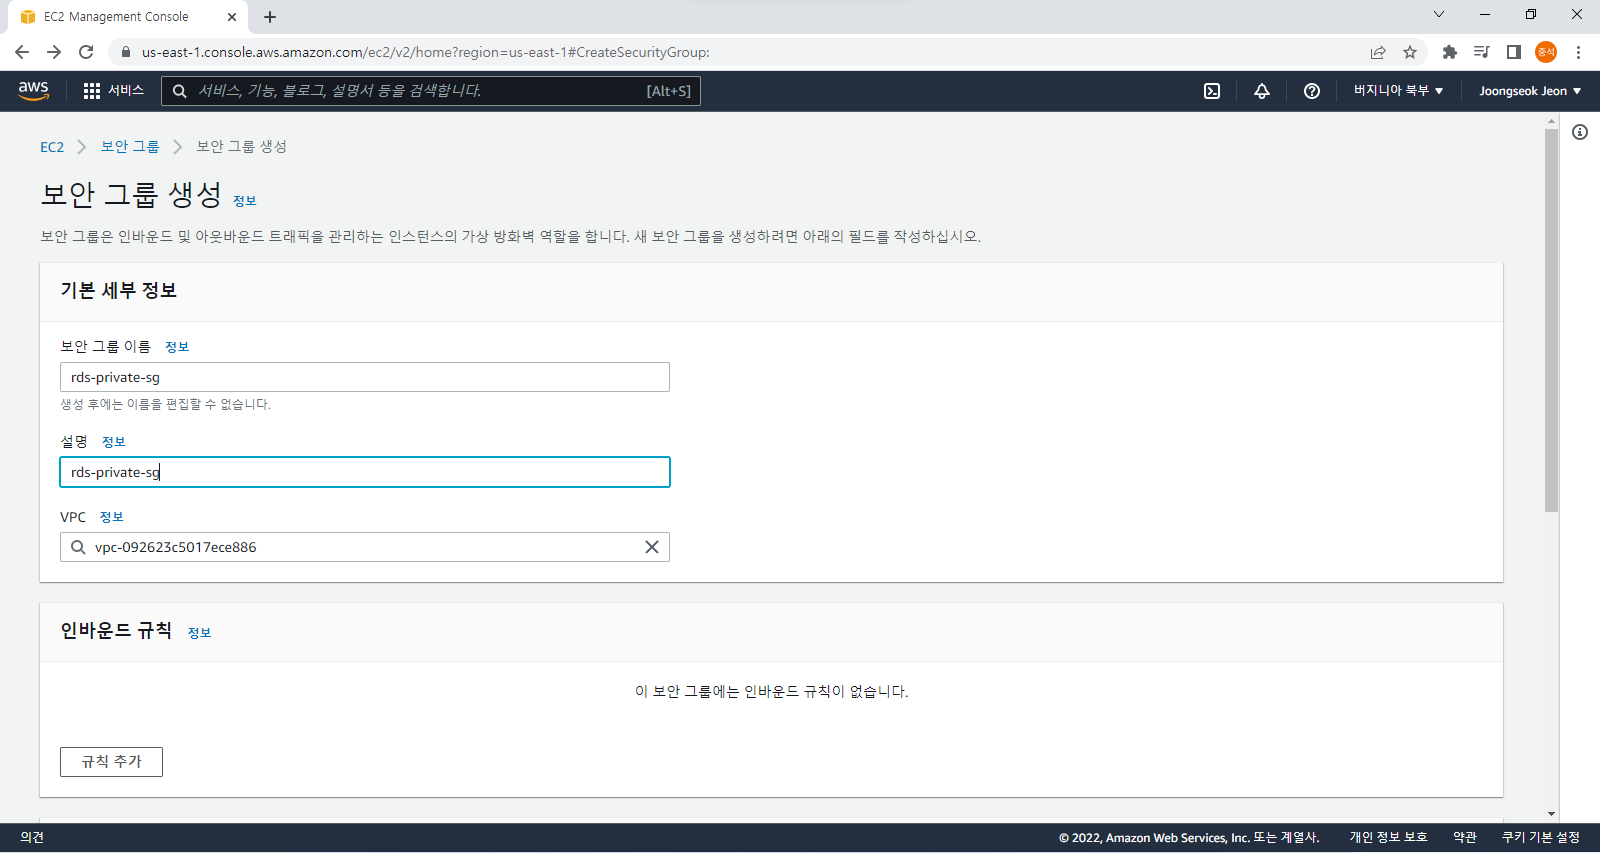 EC2 Management Console
us-east-1.console.aws.amazon.com/ec2/v2/home?region=us-east-1#CreateSecurityGroup:
증석
aws 서비스 서비스, 기능, 블로그, 설명서 등을 검색합니다. [Alt+S] 버지니아 북부 Joongseok Jeon
EC2 보안 그룹 보안 그룹 생성
보안 그룹 생성 정보
보안 그룹은 인바운드 및 아웃바운드 트래픽을 관리하는 인스턴스의 가상 방화벽 역할을 합니다. 새 보안 그룹을 생성하려면 아래의 필드를 작성하십시오.
기본 세부 정보
보안 그룹 이름 정보
rds-private-sg
생성 후에는 이름을 편집할 수 없습니다.
설명 정보
rds-private-sg
VPC 정보
vpc-092623c5017ece886
인바운드 규칙 정보
이 보안 그룹에는 인바운드 규칙이 없습니다.
규칙 추가
의견 © 2022, Amazon Web Services, Inc. 또는 계열사. 개인 정보 보호 약관 쿠키 기본 설정